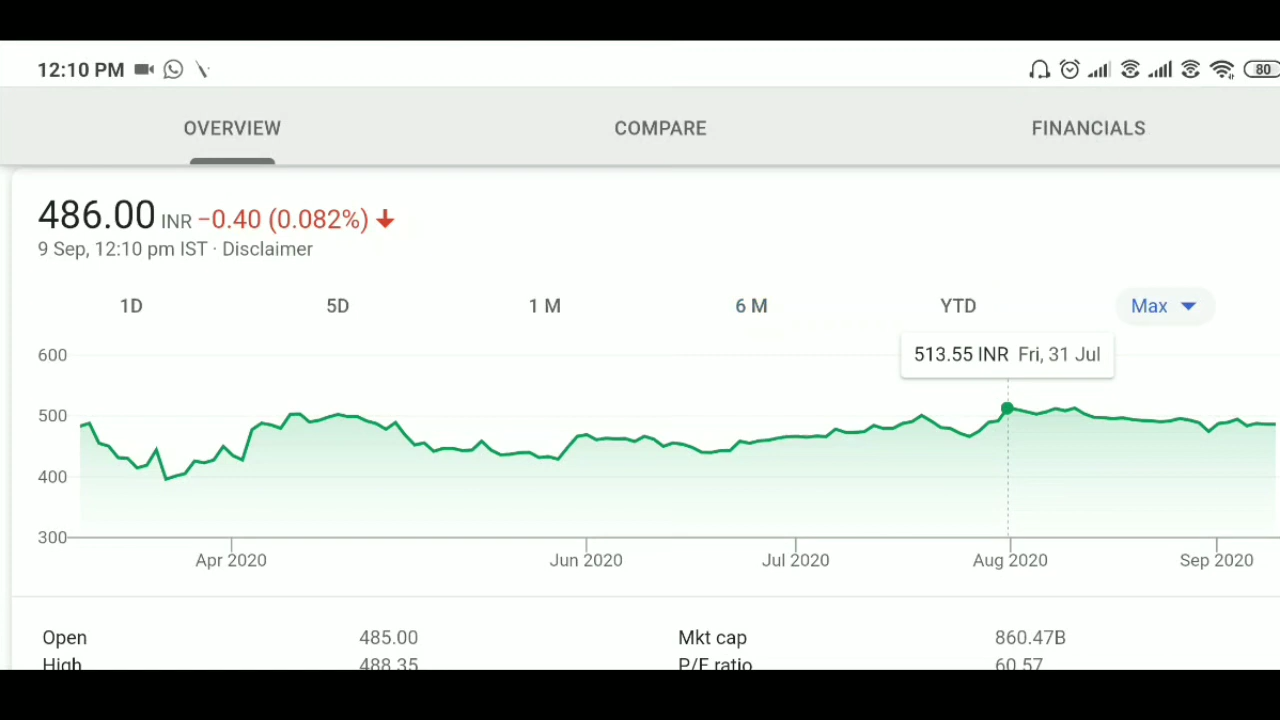 12:10 PM 80
OVERVIEW COMPARE FINANCIALS
486.00 INR −0.40 (0.082%)
9 Sep, 12:10 pm IST · Disclaimer
1D 5D 1 M 6 M YTD Max
513.55 INR Fri, 31 Jul
600
500
400
300
Apr 2020 Jun 2020 Jul 2020 Aug 2020 Sep 2020
Open 485.00 Mkt cap 860.47B
High 488.35 P/E ratio 60.57